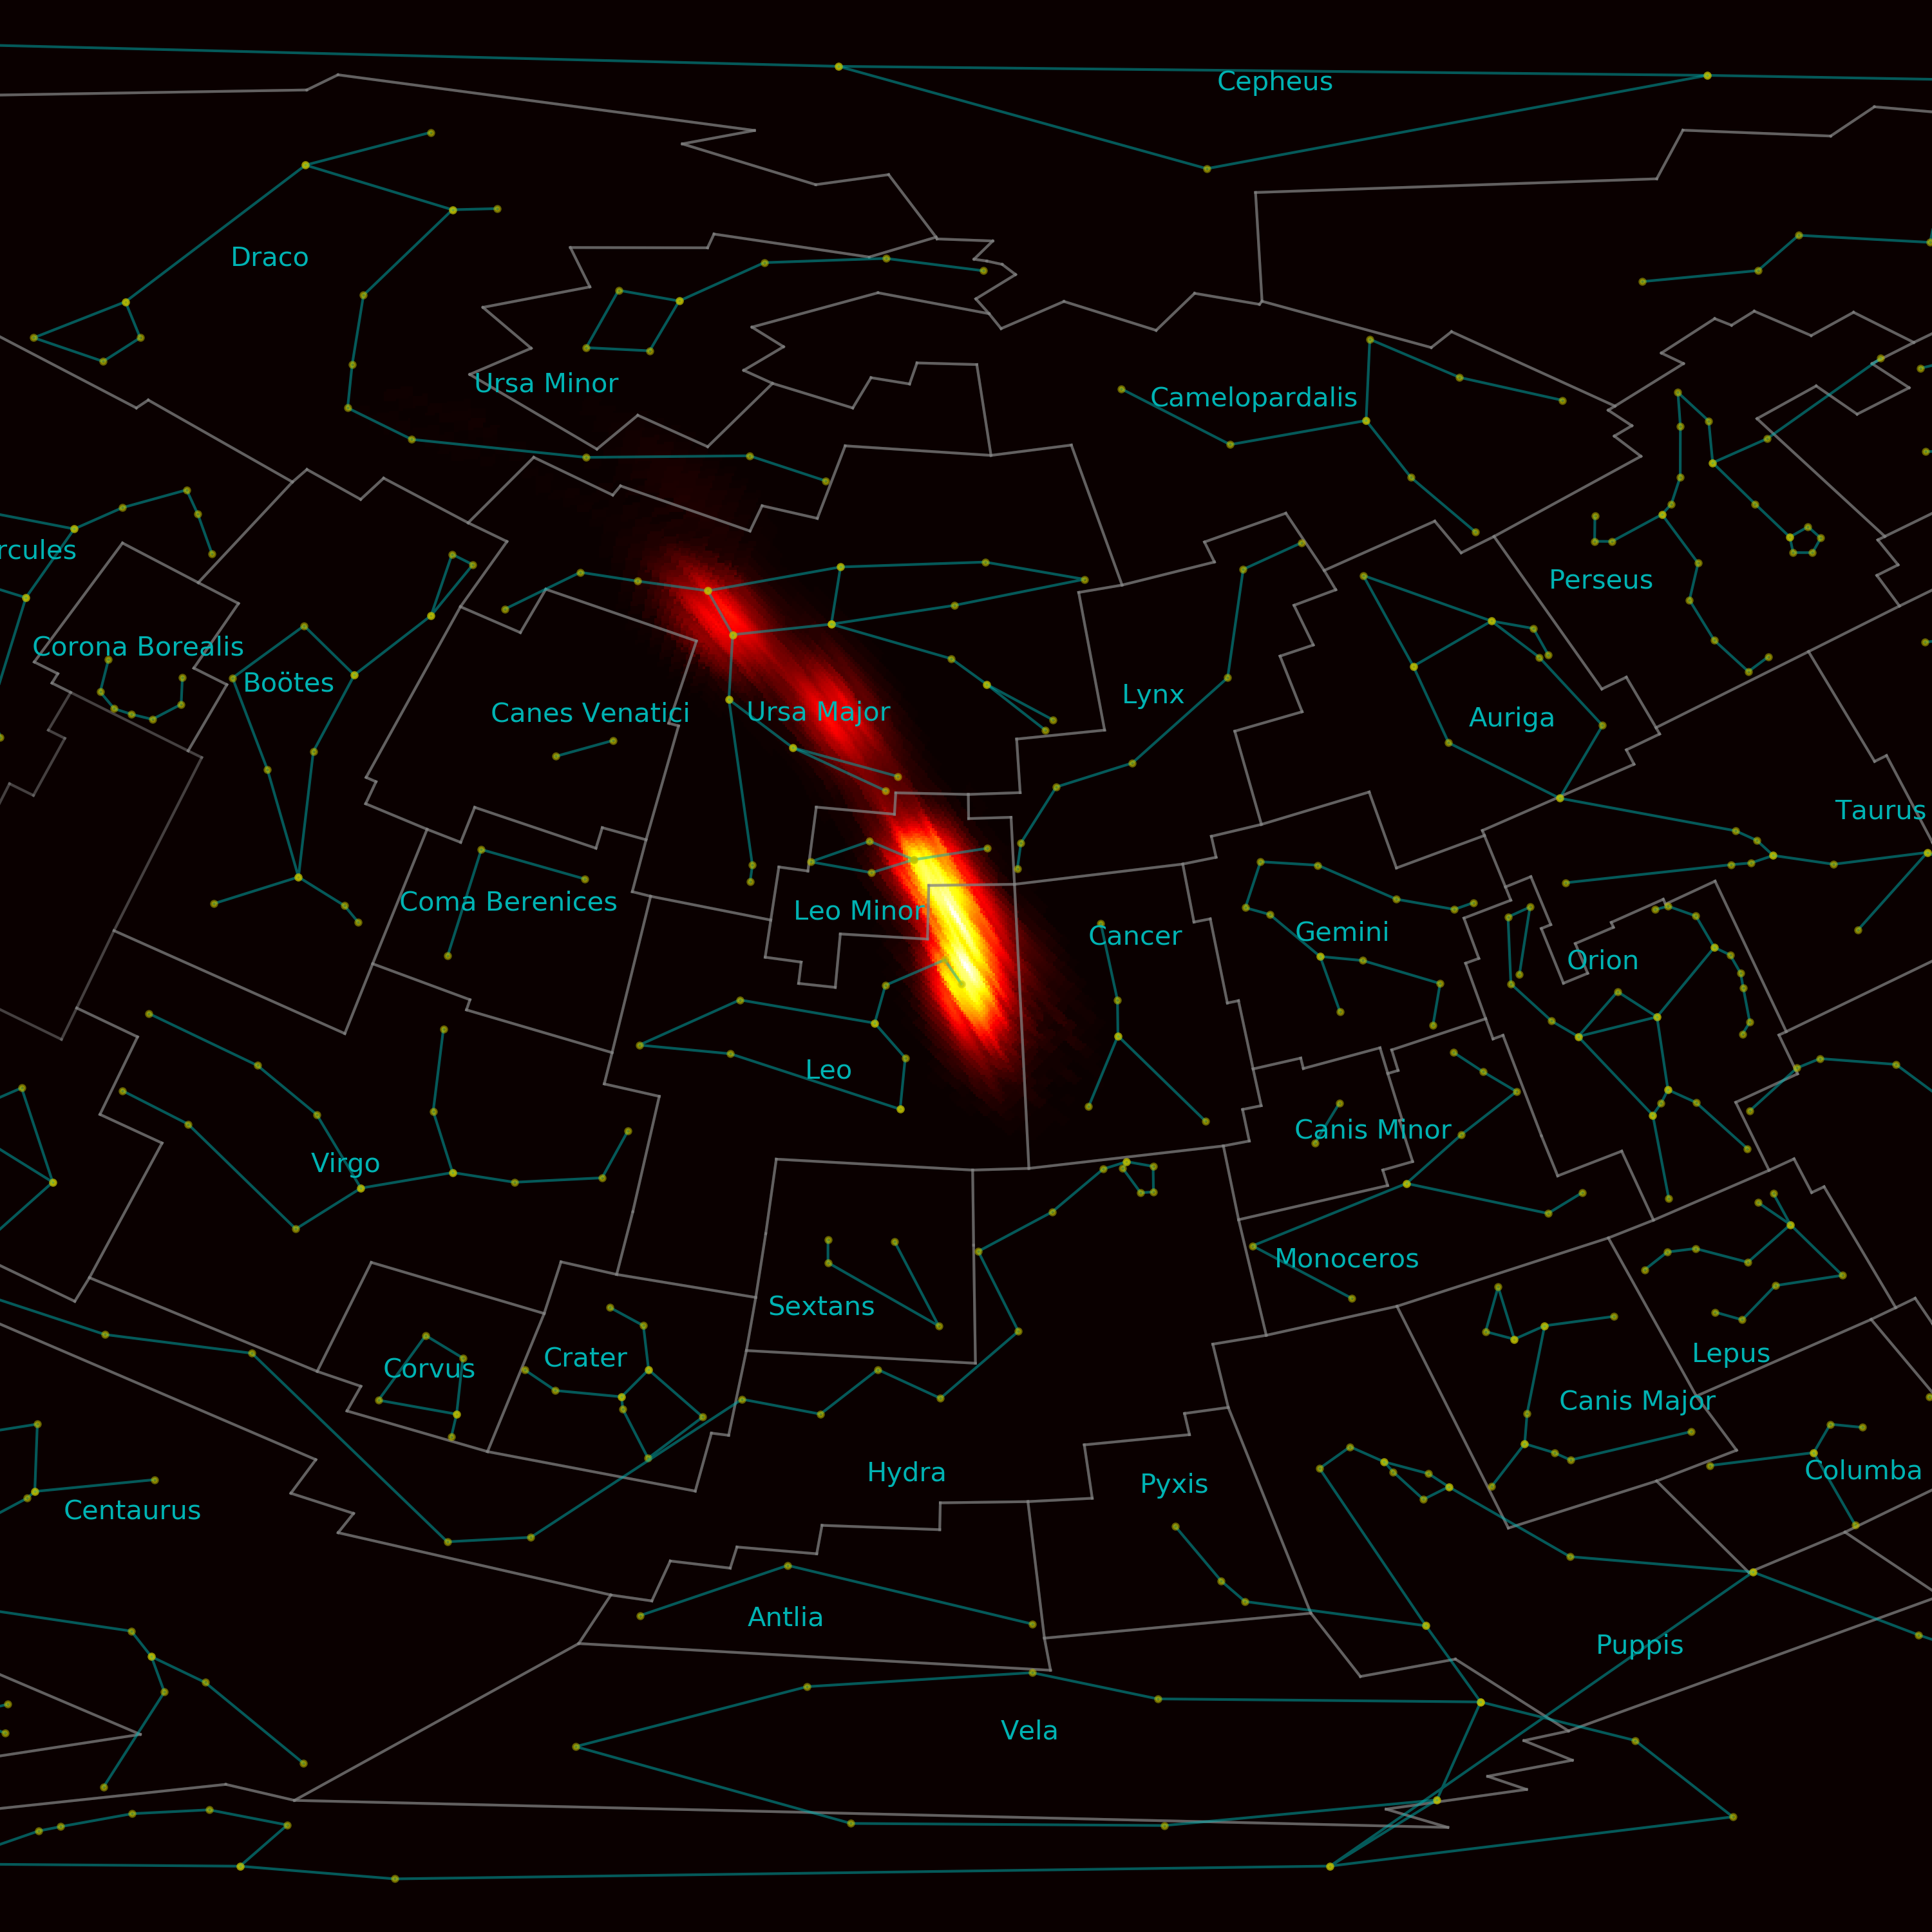 Cepheus
Draco
Ursa Minor
Camelopardalis
rcules
Perseus
Corona Borealis
Boötes
Canes Venatici
Ursa Major
Lynx
Auriga
Taurus
Coma Berenices
Leo Minor
Cancer
Gemini
Orion
Leo
Canis Minor
Virgo
Monoceros
Sextans
Lepus
Corvus
Crater
Canis Major
Hydra
Columba
Pyxis
Centaurus
Antlia
Puppis
Vela